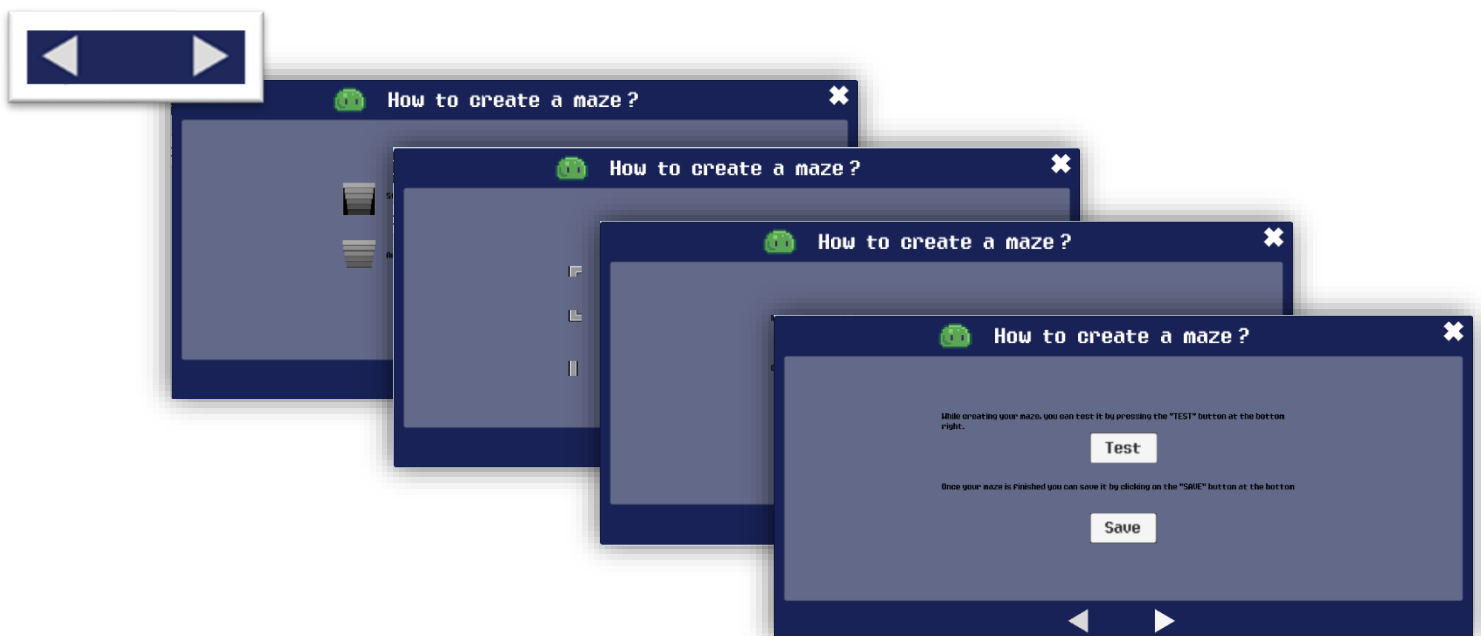 How to create a maze?
How to create a maze?
How to create a maze?
How to create a maze?
While creating your maze, you can test it by pressing the "TEST" button at the botton
right.
Test
Once your maze is finished you can save it by clicking on the "SAVE" button at the botton
Save